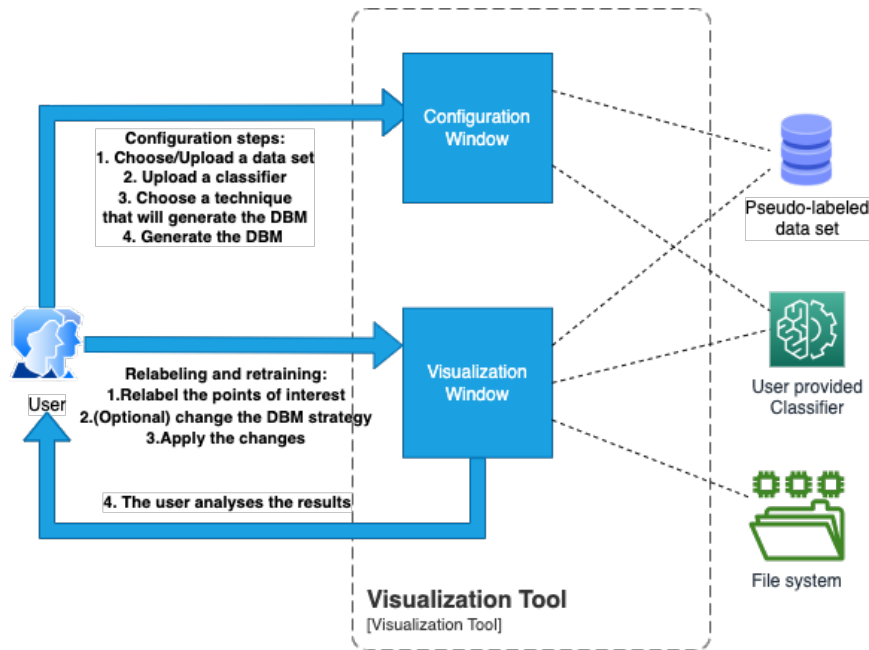 Configuration
Window
Configuration steps:
1. Choose/Upload a data set
2. Upload a classifier
3. Choose a technique
that will generate the DBM
4. Generate the DBM
Pseudo-labeled
data set
User
Relabeling and retraining:
1.Relabel the points of interest
2.(Optional) change the DBM strategy
3.Apply the changes
Visualization
Window
User provided
Classifier
4. The user analyses the results
File system
Visualization Tool
[Visualization Tool]